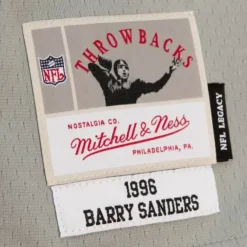 THROWBACKS
NFL
NOSTALGIA CO.
Mitchell & Ness
PHILADELPHIA, PA.
NFL LEGACY
1996
BARRY SANDERS